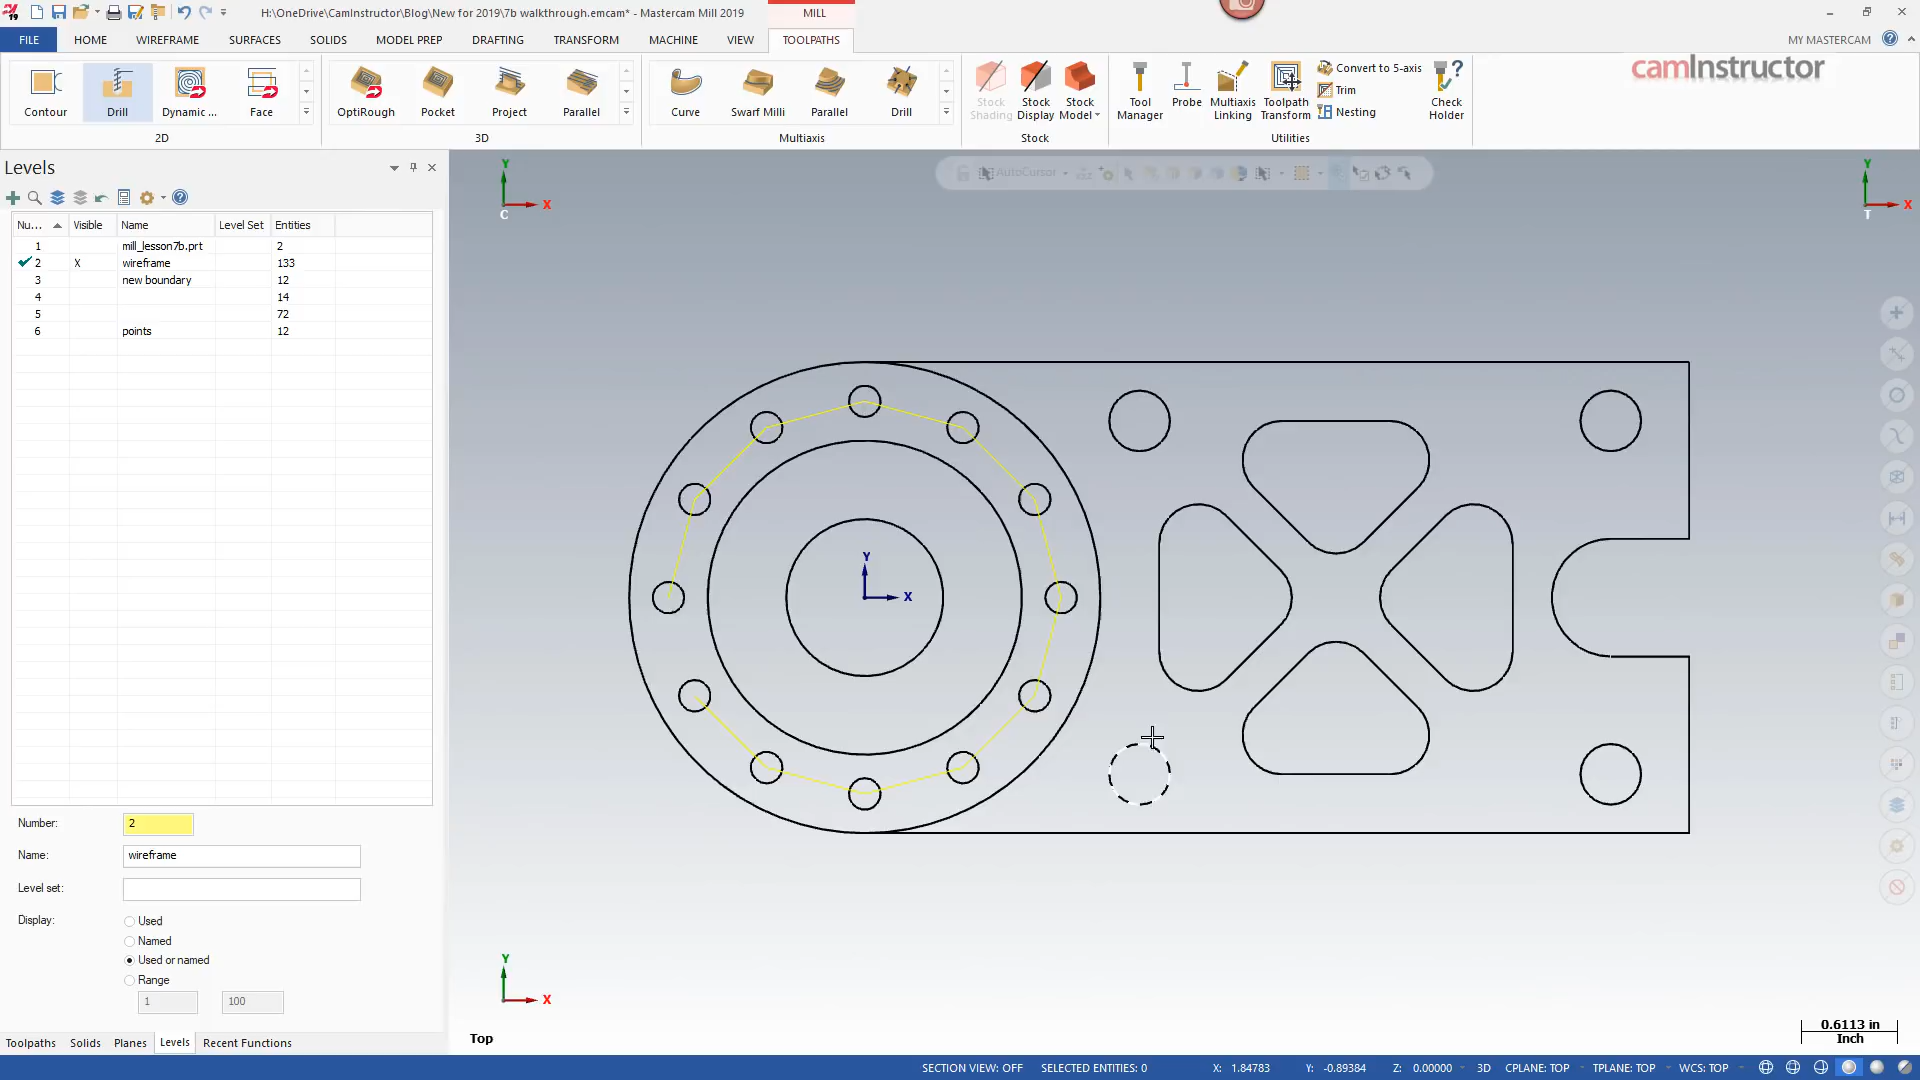 H:\OneDrive\CamInstructor\Blog\New for 2019\7b walkthrough.emcam* - Mastercam Mill 2019
MILL
FILE HOME WIREFRAME SURFACES SOLIDS MODEL PREP DRAFTING TRANSFORM MACHINE VIEW TOOLPATHS
MY MASTERCAM
Contour Drill Dynamic ... Face
2D
OptiRough Pocket Project Parallel
3D
Curve Swarf Milli Parallel Drill
Multiaxis
Stock Shading
Stock Display
Stock Model
Stock
Tool Manager
Probe
Multiaxis Linking
Toolpath Transform
Convert to 5-axis
Trim
Nesting
Check Holder
Utilities
camInstructor
Levels
Nu... Visible Name Level Set Entities
1 mill_lesson7b.prt 2
2 X wireframe 133
3 new boundary 12
4 14
5 72
6 points 12
Number: 2
Name: wireframe
Level set:
Display:
Used
Named
Used or named
Range
1 100
Toolpaths Solids Planes Levels Recent Functions
AutoCursor
Y
X
C
Y
X
T
Y
X
Y
X
Top
0.6113 in
Inch
SECTION VIEW: OFF SELECTED ENTITIES: 0 X: 1.84783 Y: -0.89384 Z: 0.00000 3D CPLANE: TOP TPLANE: TOP WCS: TOP